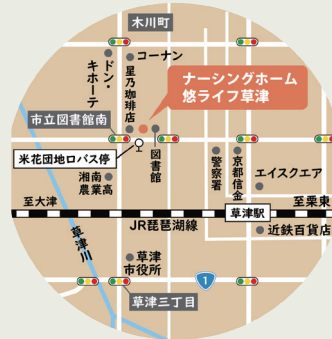 木川町
ドン・キホーテ
コーナン
星乃珈琲店
ナーシングホーム
悠ライフ草津
市立図書館南
米花団地口バス停
図書館
湘南
農業高
警察署
京都信金
エイスクエア
至大津
草津駅
至栗東
JR琵琶湖線
近鉄百貨店
草津川
草津
市役所
1
草津三丁目